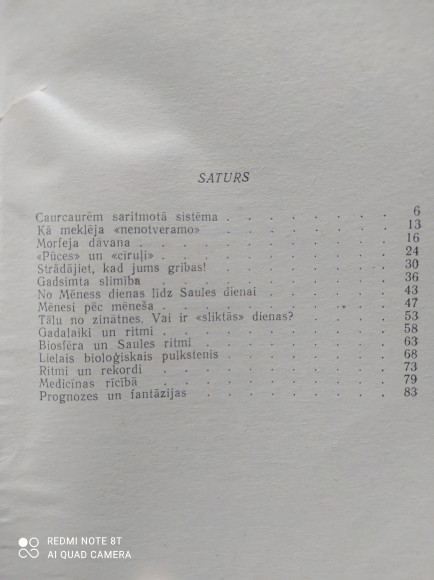 SATURS
Caurcaurēm saritmotā sistēma . . . . . . . . 6
Kā meklēja «nenotveramo» . . . . . . . . 13
Morfeja dāvana . . . . . . . . . . . 16
«Pūces» un «cīruļi» . . . . . . . . . . 24
Strādājiet, kad jums gribas! . . . . . . . . 30
Gadsimta slimība . . . . . . . . . . 36
No Mēness dienas līdz Saules dienai . . . . . . 43
Mēnesi pēc mēneša . . . . . . . . . 47
Tālu no zinātnes. Vai ir «sliktās» dienas? . . . . . 53
Gadalaiki un ritmi . . . . . . . . . . 58
Biosfēra un Saules ritmi . . . . . . . . . 63
Lielais bioloģiskais pulkstenis . . . . . . . . 68
Ritmi un rekordi . . . . . . . . . . 73
Medicīnas rīcībā . . . . . . . . . . 79
Prognozes un fantāzijas . . . . . . . . . 83
REDMI NOTE 8T
AI QUAD CAMERA